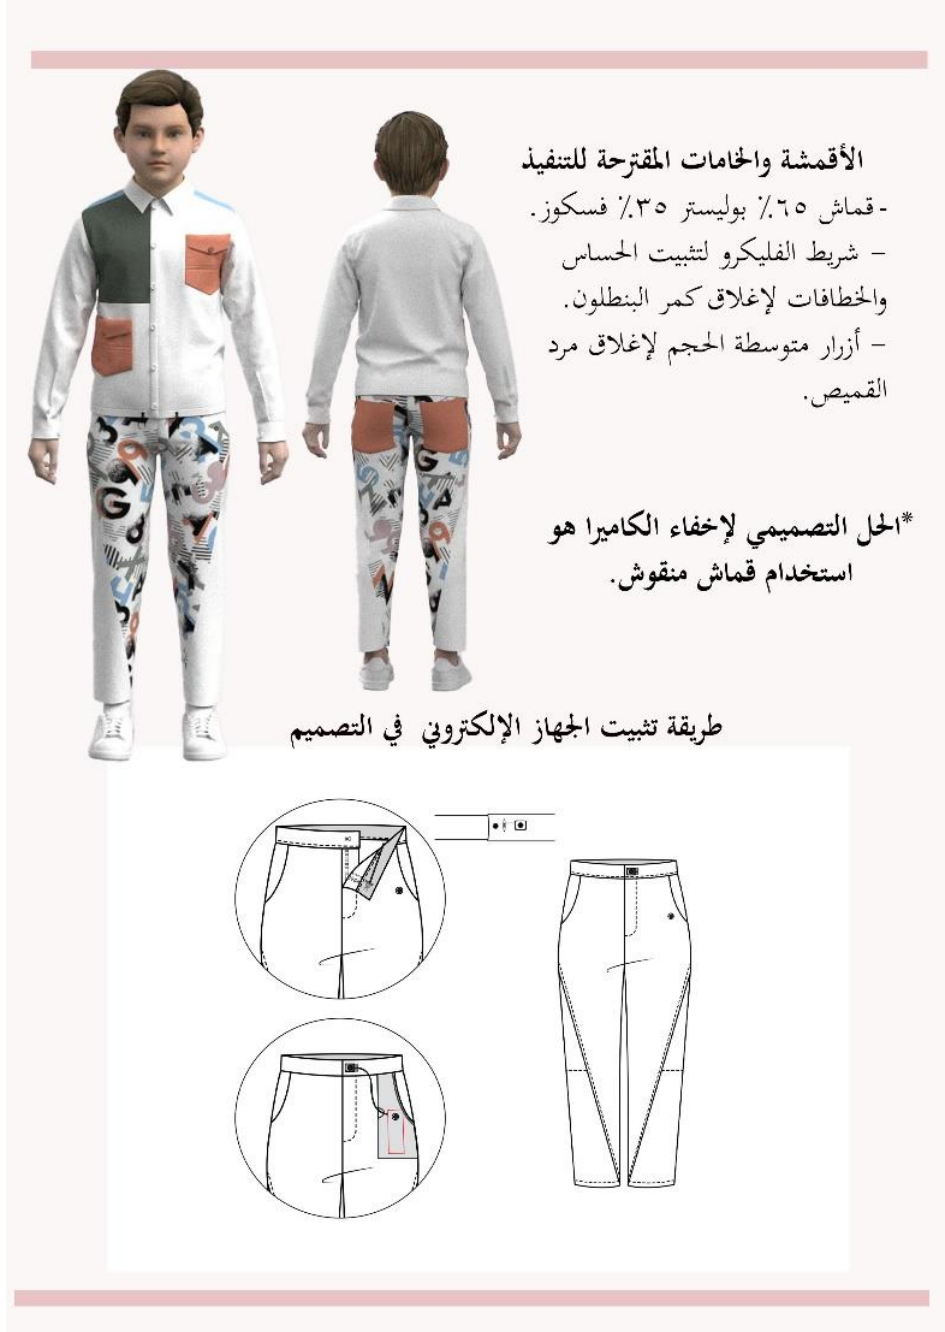 الأقمشة والخامات المقترحة للتنفيذ
- قماش ٦٥٪ بوليستر ٣٥٪ فسكوز.
– شريط الفليكرو لتثبيت الحساس
والخطافات لإغلاق كمر البنطلون.
– أزرار متوسطة الحجم لإغلاق مرد
القميص.
*الحل التصميمي لإخفاء الكاميرا هو
استخدام قماش منقوش.
طريقة تثبيت الجهاز الإلكتروني في التصميم